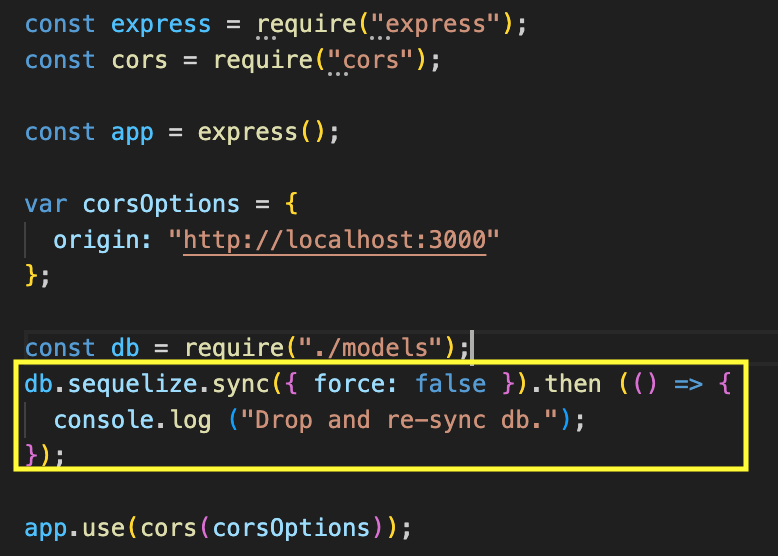 const express = require("express");
const cors = require("cors");
const app = express();
var corsOptions = {
  origin: "http://localhost:3000"
};
const db = require("./models");
db.sequelize.sync({ force: false }).then (() => {
  console.log ("Drop and re-sync db.");
});
app.use(cors(corsOptions));